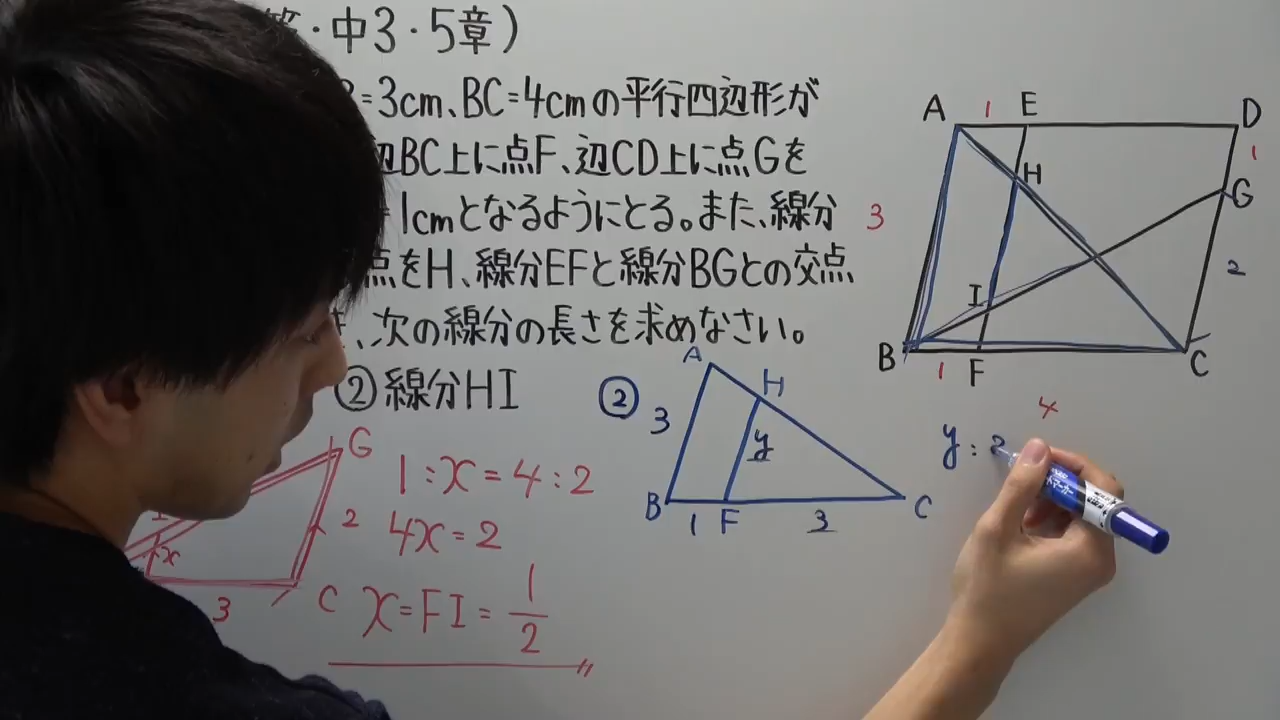 ・中3・5章)
=3cm、BC=4cmの平行四辺形が
辺BC上に点F、辺CD上に点Gを
=1cmとなるようにとる。また、線分
点をH、線分EFと線分BGとの交点
、次の線分の長さを求めなさい。
②線分HI
A 1 E D
1
H G
3
2
I
B 1 F C
4
G
2
I
x
3 C
1:x=4:2
4x=2
x=FI=1/2
②
A
H
3 y
B 1 F 3 C
y: